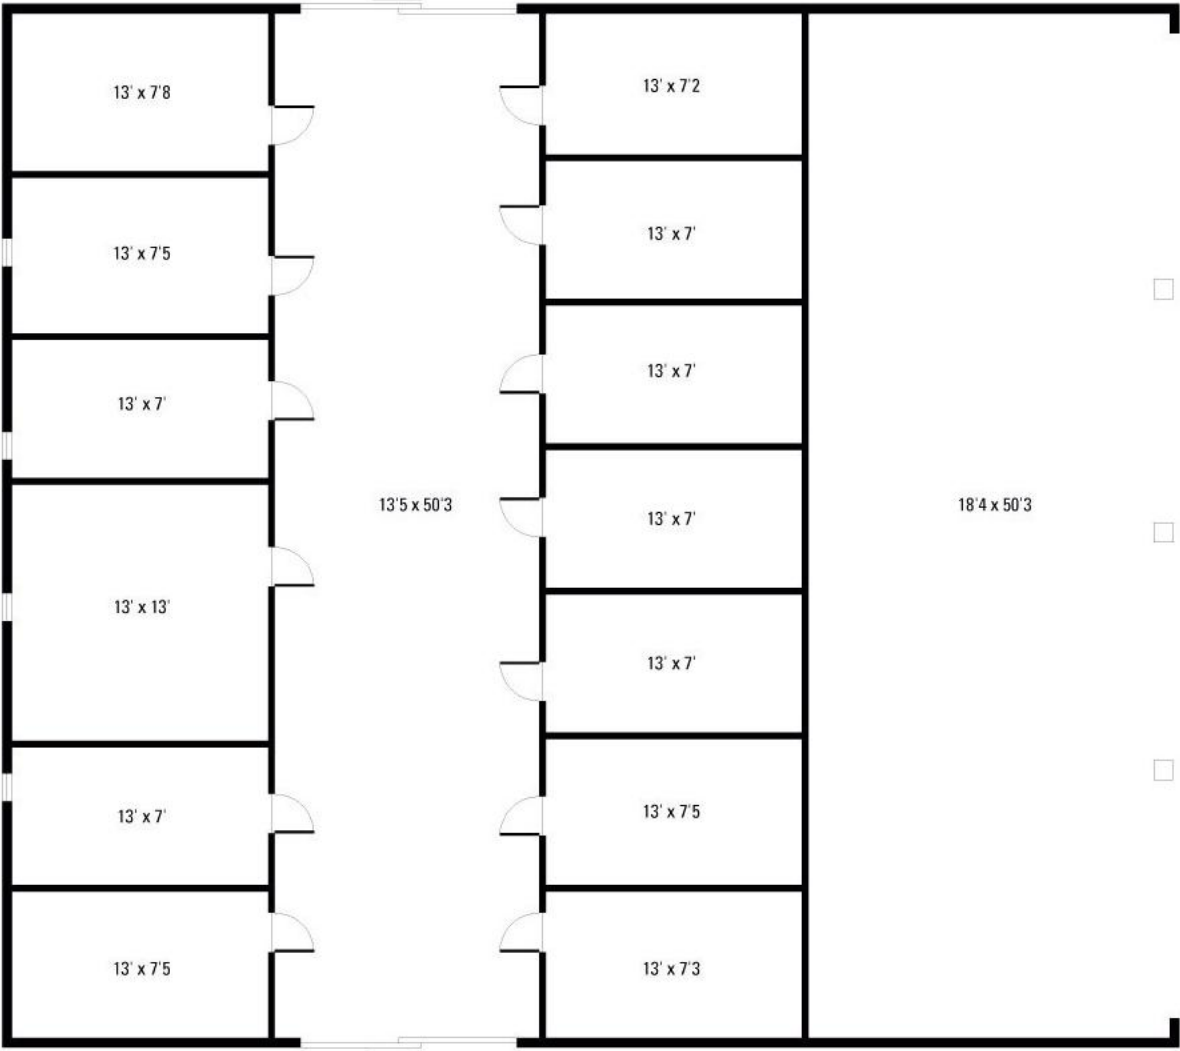 13' x 7'8
13' x 7'5
13' x 7'
13' x 13'
13' x 7'
13' x 7'5
13'5 x 50'3
13' x 7'2
13' x 7'
13' x 7'
13' x 7'
13' x 7'
13' x 7'5
13' x 7'3
18'4 x 50'3